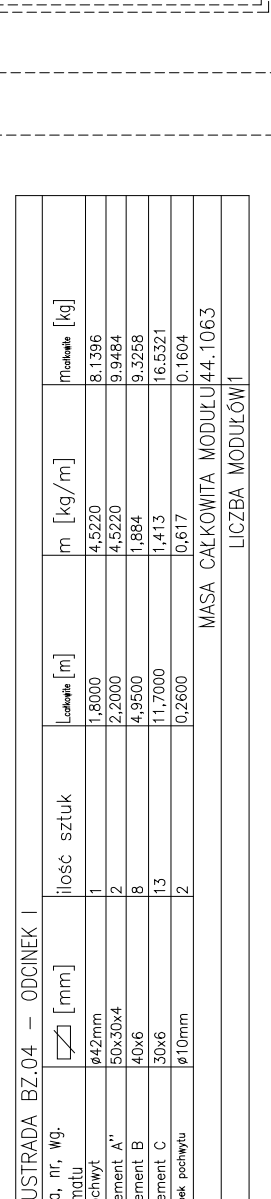 USTRADA BZ.04 – ODCINEK I
a, nr, wg. [mm] ilość sztuk Lcałkowite [m] m [kg/m] mcałkowite [kg]
matu
chwyt ø42mm 1 1,8000 4,5220 8.1396
ement A" 50x30x4 2 2,2000 4,5220 9.9484
ement B 40x6 8 4,9500 1,884 9.3258
ement C 30x6 13 11,7000 1,413 16.5321
nek pochwytu ø10mm 2 0,2600 0,617 0.1604
MASA CAŁKOWITA MODUŁU 44.1063
LICZBA MODUŁÓW 1